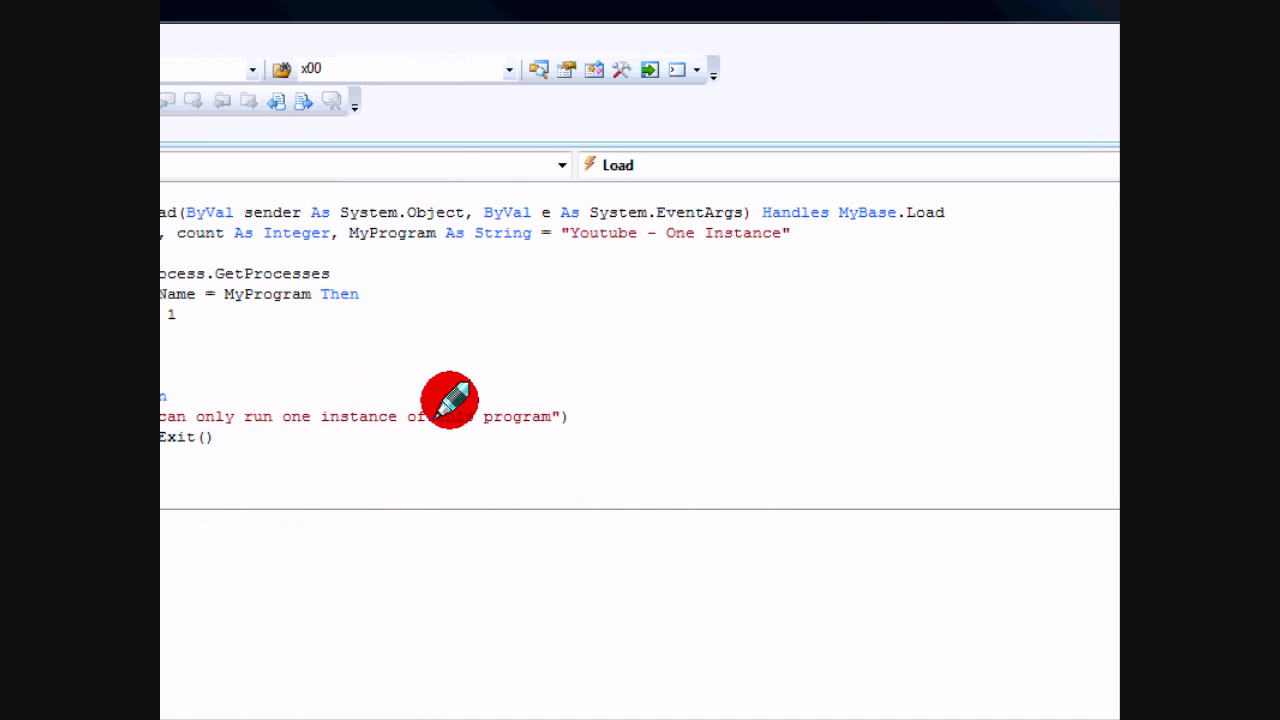 x00
Load
ad(ByVal sender As System.Object, ByVal e As System.EventArgs) Handles MyBase.Load
, count As Integer, MyProgram As String = "Youtube - One Instance"
ocess.GetProcesses
Name = MyProgram Then
1
n
can only run one instance of program")
Exit()